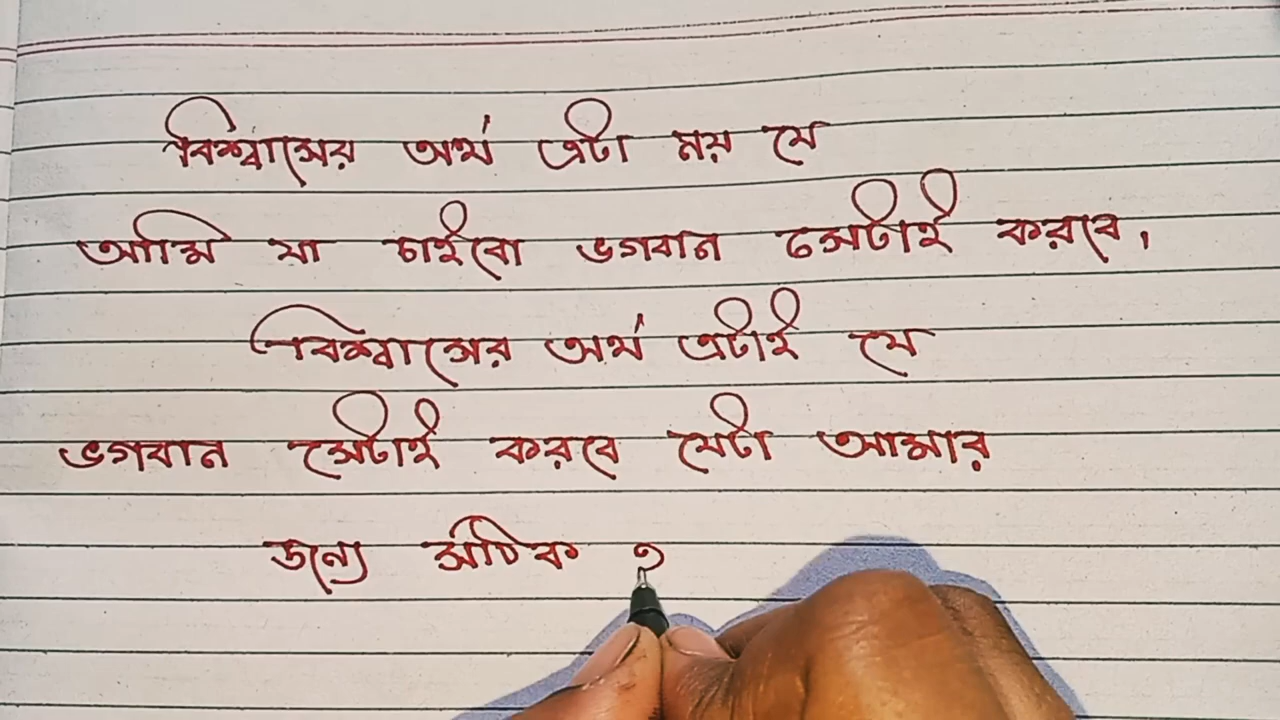 বিশ্বাসের অর্থ এটা নয় যে
আমি যা চাইবো ভগবান সেটাই করবে।
বিশ্বাসের অর্থ এটাই যে
ভগবান সেটাই করবে যেটা আমার
জন্যে সঠিক